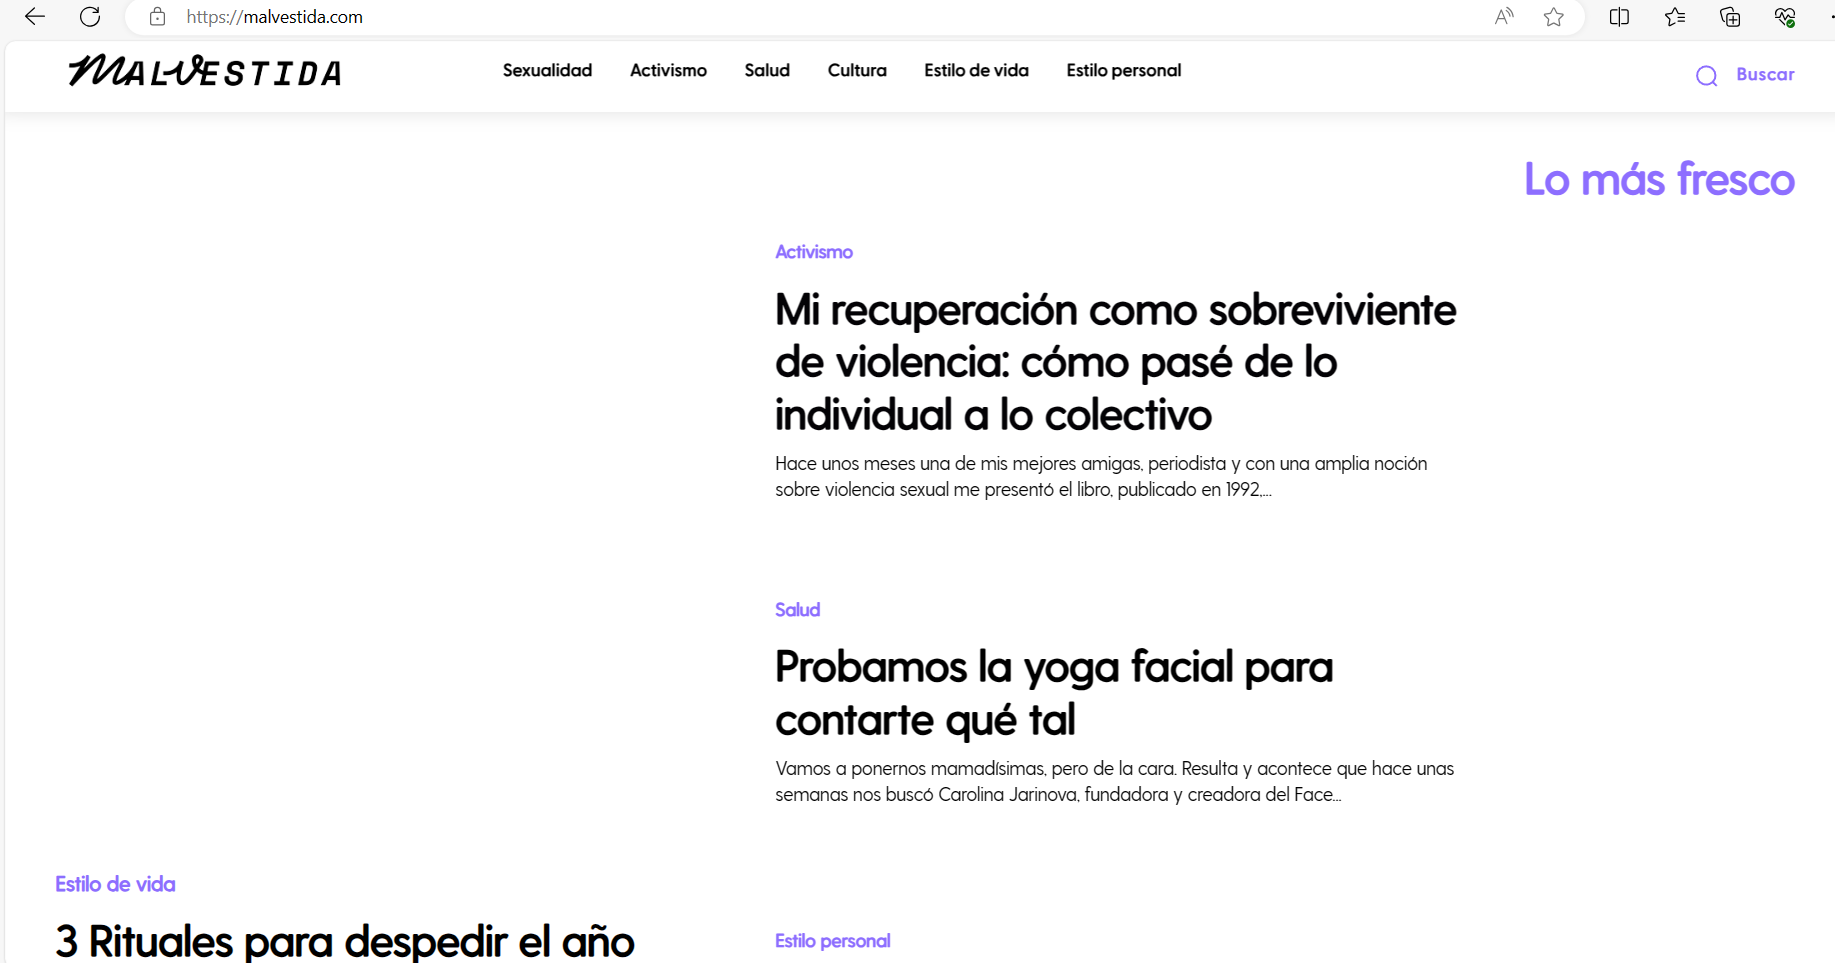 https://malvestida.com
MALVESTIDA
Sexualidad Activismo Salud Cultura Estilo de vida Estilo personal
Buscar
Lo más fresco
Activismo
Mi recuperación como sobreviviente
de violencia: cómo pasé de lo
individual a lo colectivo
Hace unos meses una de mis mejores amigas, periodista y con una amplia noción
sobre violencia sexual me presentó el libro, publicado en 1992,...
Salud
Probamos la yoga facial para
contarte qué tal
Vamos a ponernos mamadísimas, pero de la cara. Resulta y acontece que hace unas
semanas nos buscó Carolina Jarinova, fundadora y creadora del Face...
Estilo de vida
3 Rituales para despedir el año
Estilo personal